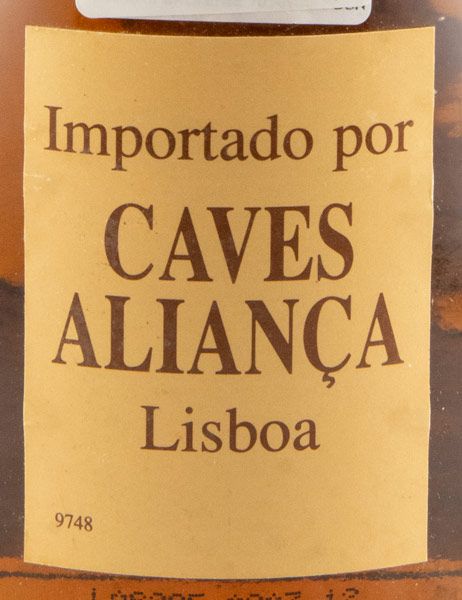 Importado por
CAVES
ALIANÇA
Lisboa
9748